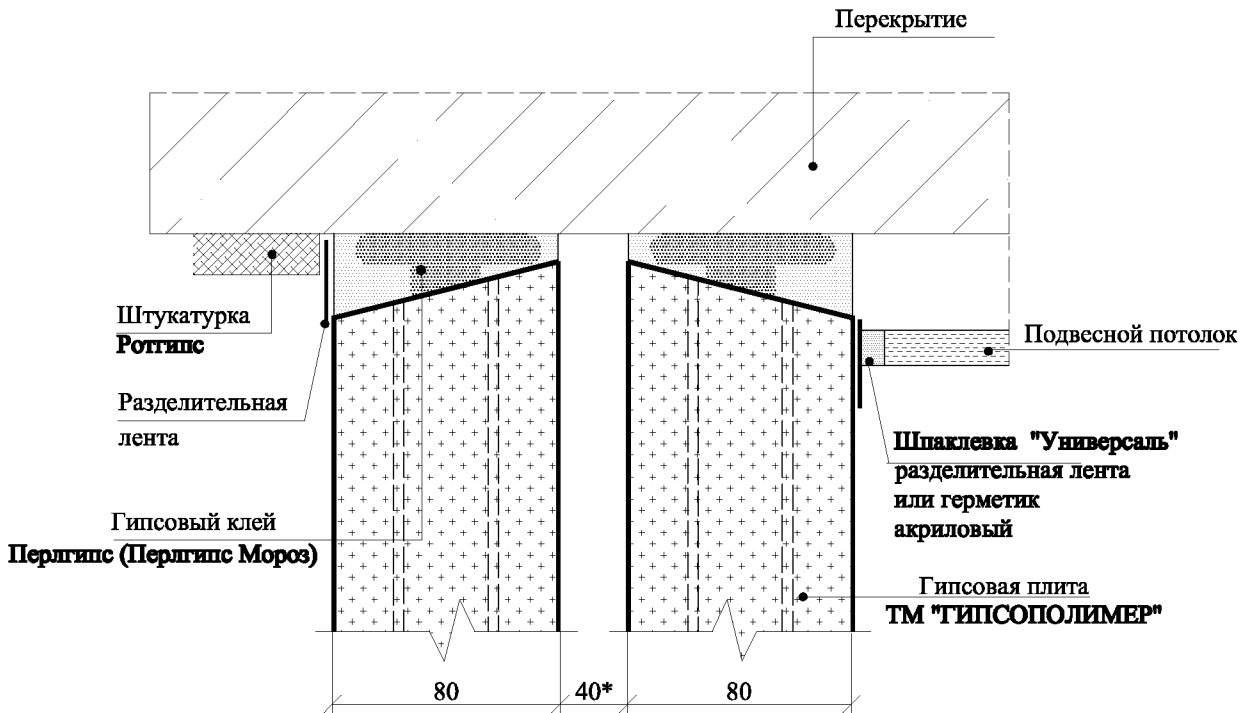 Перекрытие
Штукатурка
Ротгипс
Подвесной потолок
Разделительная
лента
Шпаклевка "Универсаль"
разделительная лента
или герметик
акриловый
Гипсовый клей
Перлгипс (Перлгипс Мороз)
Гипсовая плита
ТМ "ГИПСОПОЛИМЕР"
80 40* 80